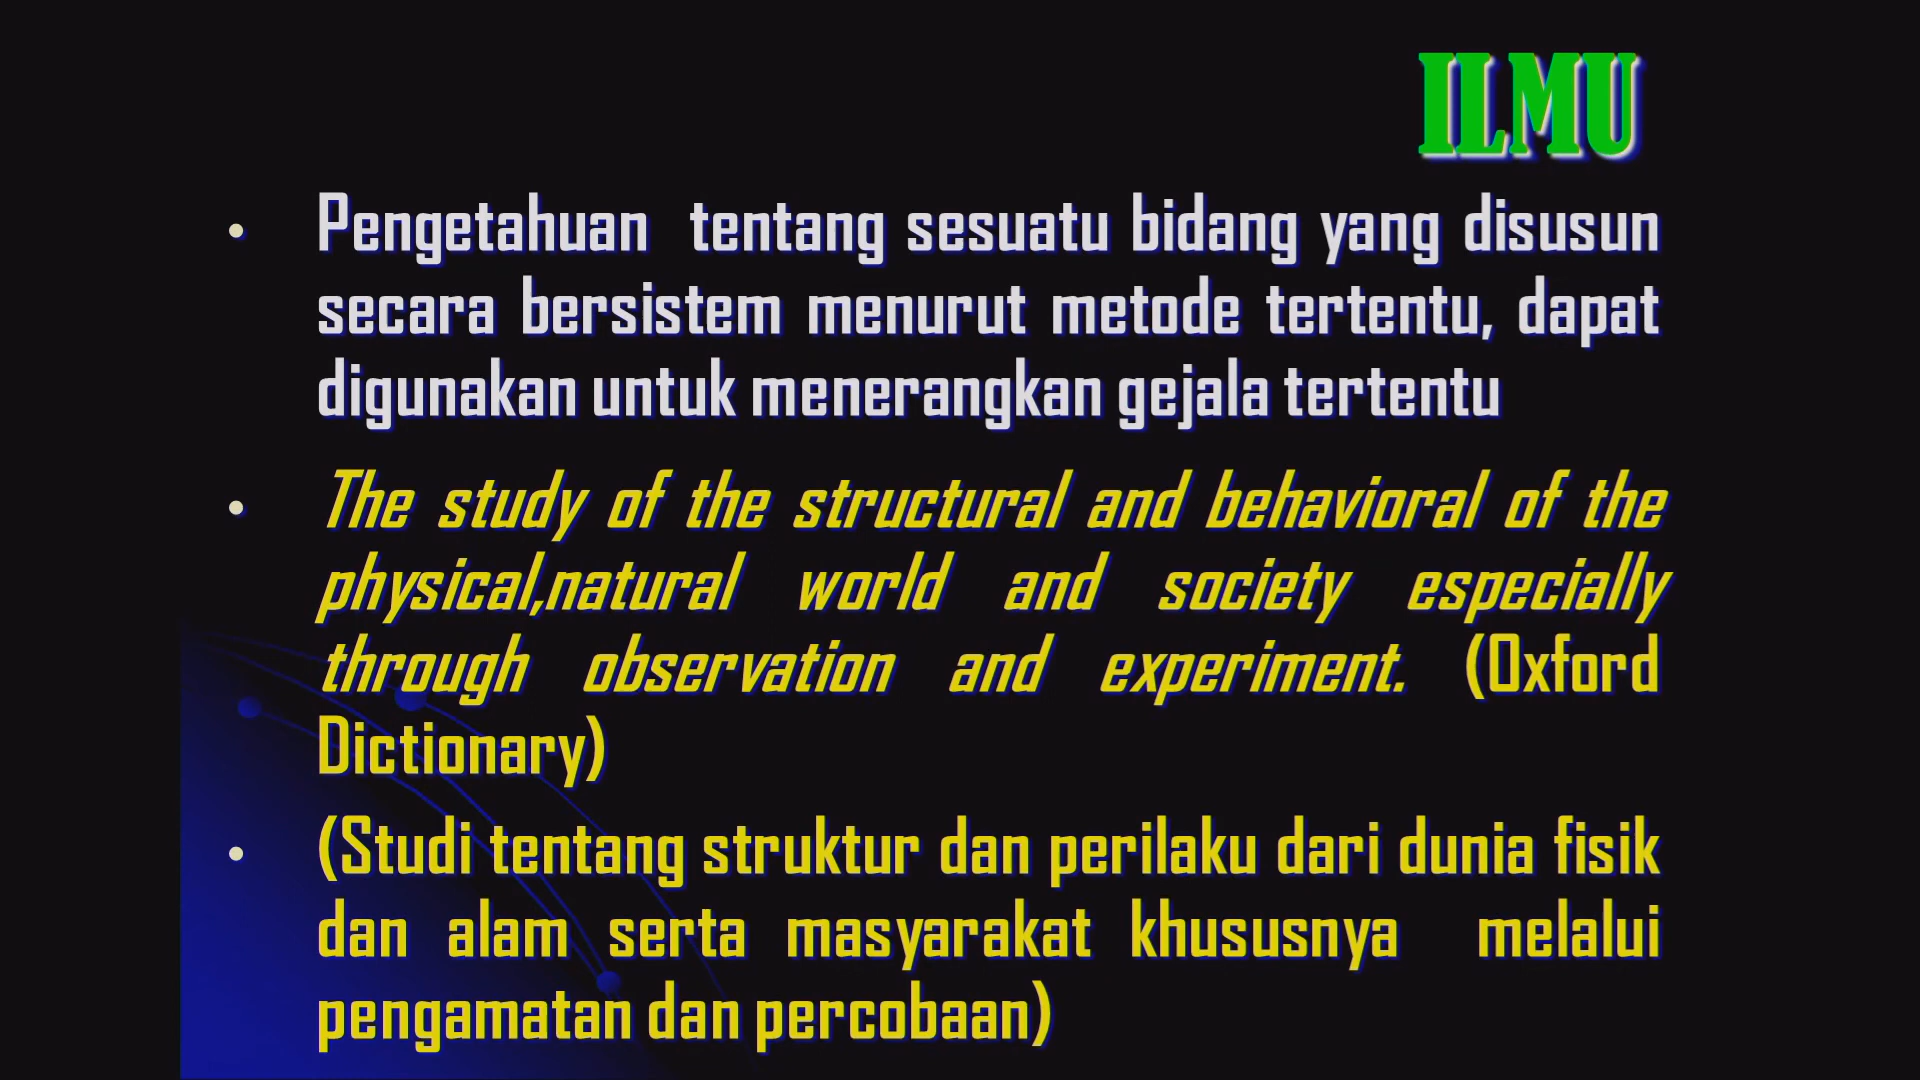 ILMU
• Pengetahuan tentang sesuatu bidang yang disusun
secara bersistem menurut metode tertentu, dapat
digunakan untuk menerangkan gejala tertentu
• The study of the structural and behavioral of the
physical,natural world and society especially
through observation and experiment. (Oxford
Dictionary)
• (Studi tentang struktur dan perilaku dari dunia fisik
dan alam serta masyarakat khususnya melalui
pengamatan dan percobaan)